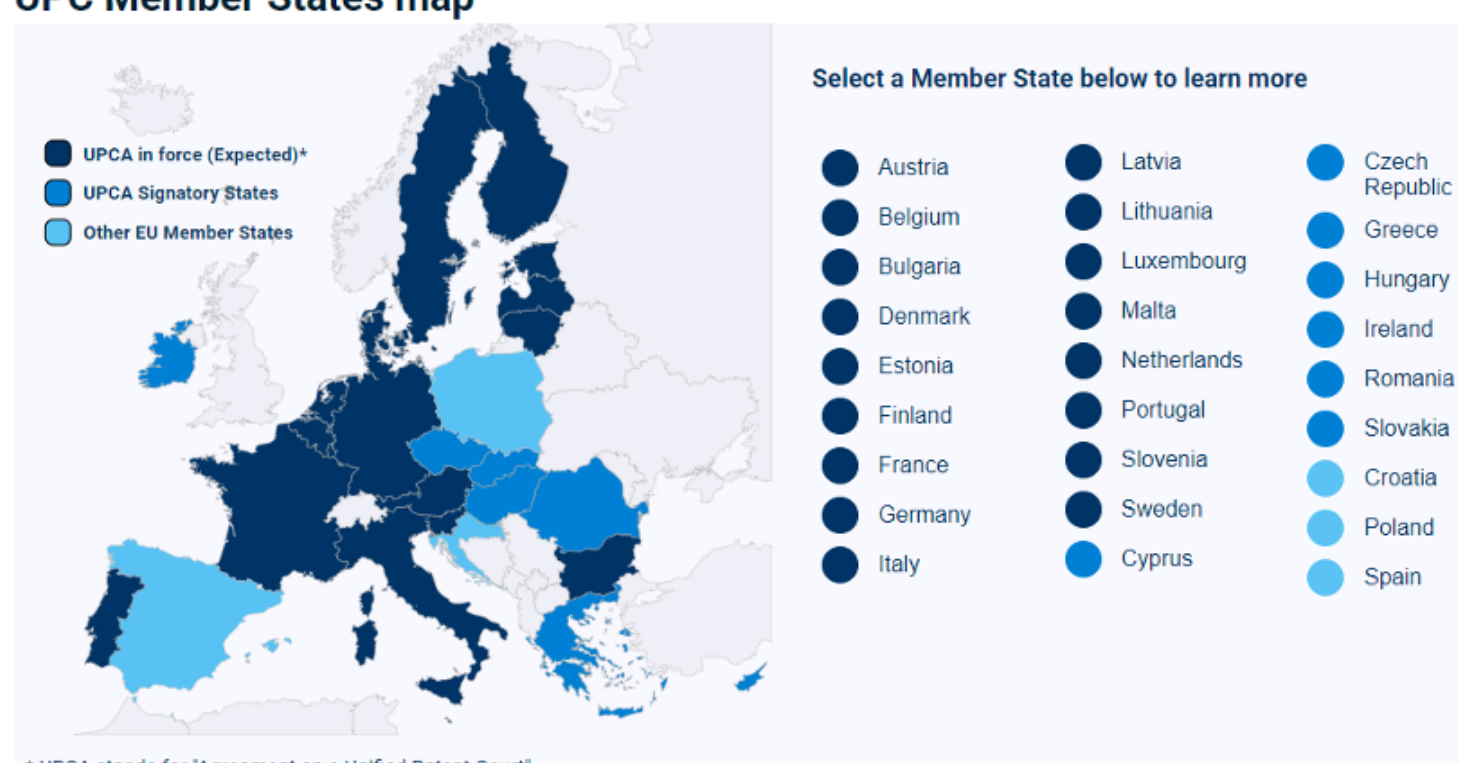 UPC Member States map
UPCA in force (Expected)*
UPCA Signatory States
Other EU Member States
Select a Member State below to learn more
Austria
Belgium
Bulgaria
Denmark
Estonia
Finland
France
Germany
Italy
Latvia
Lithuania
Luxembourg
Malta
Netherlands
Portugal
Slovenia
Sweden
Cyprus
Czech
Republic
Greece
Hungary
Ireland
Romania
Slovakia
Croatia
Poland
Spain
* UPCA stands for "Agreement on a Unified Patent Court"